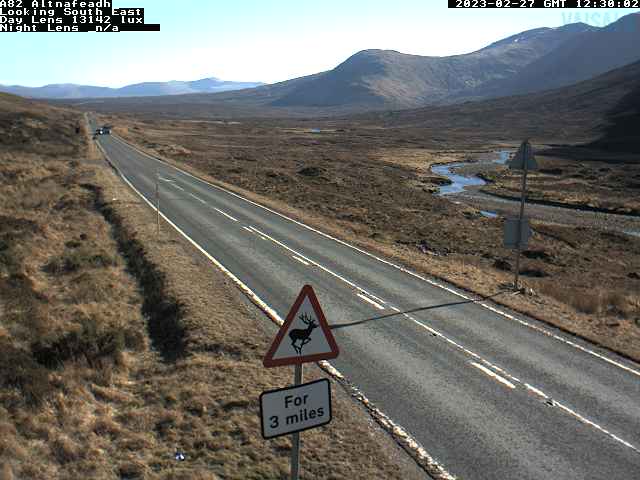 A82 Altnafeadh
Looking South East
Day Lens 13142 lux
Night Lens n/a
2023-02-27 GMT 12:30:02
VAISALA
For
3 miles